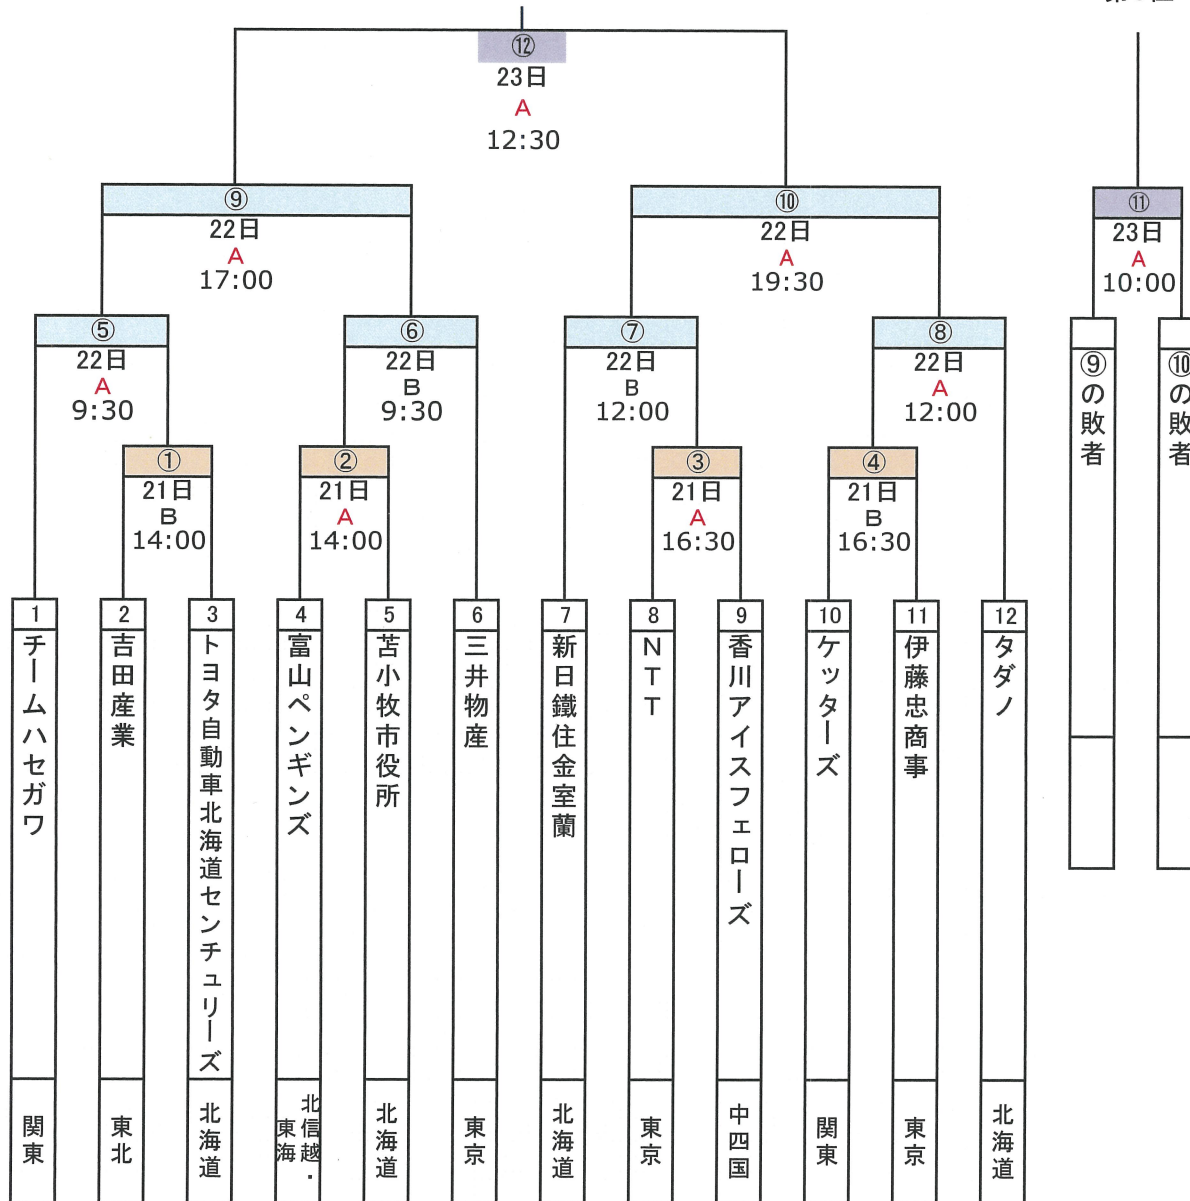 ⑫
23日
A
12:30
⑨
22日
A
17:00
⑩
22日
A
19:30
⑪
23日
A
10:00
⑤
22日
A
9:30
⑥
22日
B
9:30
⑦
22日
B
12:00
⑧
22日
A
12:00
⑨の敗者
⑩の敗者
①
21日
B
14:00
②
21日
A
14:00
③
21日
A
16:30
④
21日
B
16:30
1
チームハセガワ
関東
2
吉田産業
東北
3
トヨタ自動車北海道センチュリーズ
北海道
4
富山ペンギンズ
北信越・
東海
5
苫小牧市役所
北海道
6
三井物産
東京
7
新日鐵住金室蘭
北海道
8
NTT
東京
9
香川アイスフェローズ
中四国
10
ケッターズ
関東
11
伊藤忠商事
東京
12
タダノ
北海道